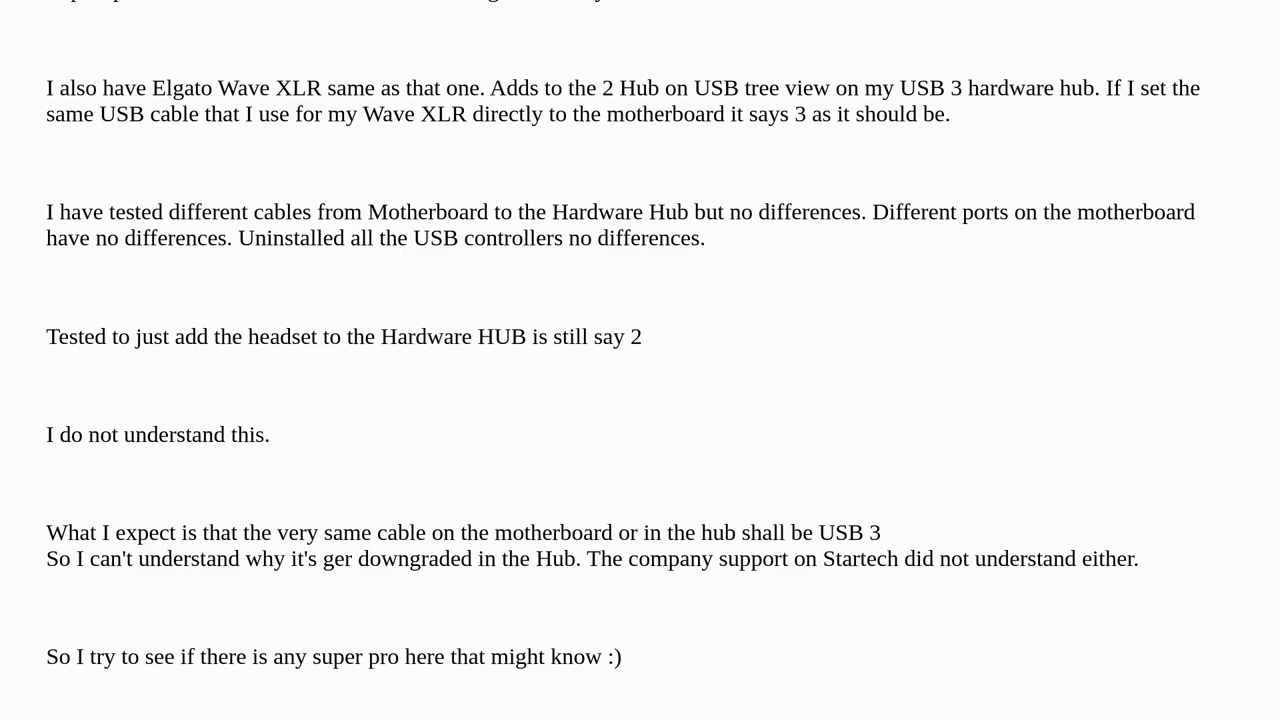 I also have Elgato Wave XLR same as that one. Adds to the 2 Hub on USB tree view on my USB 3 hardware hub. If I set the
same USB cable that I use for my Wave XLR directly to the motherboard it says 3 as it should be.
I have tested different cables from Motherboard to the Hardware Hub but no differences. Different ports on the motherboard
have no differences. Uninstalled all the USB controllers no differences.
Tested to just add the headset to the Hardware HUB is still say 2
I do not understand this.
What I expect is that the very same cable on the motherboard or in the hub shall be USB 3
So I can't understand why it's ger downgraded in the Hub. The company support on Startech did not understand either.
So I try to see if there is any super pro here that might know :)